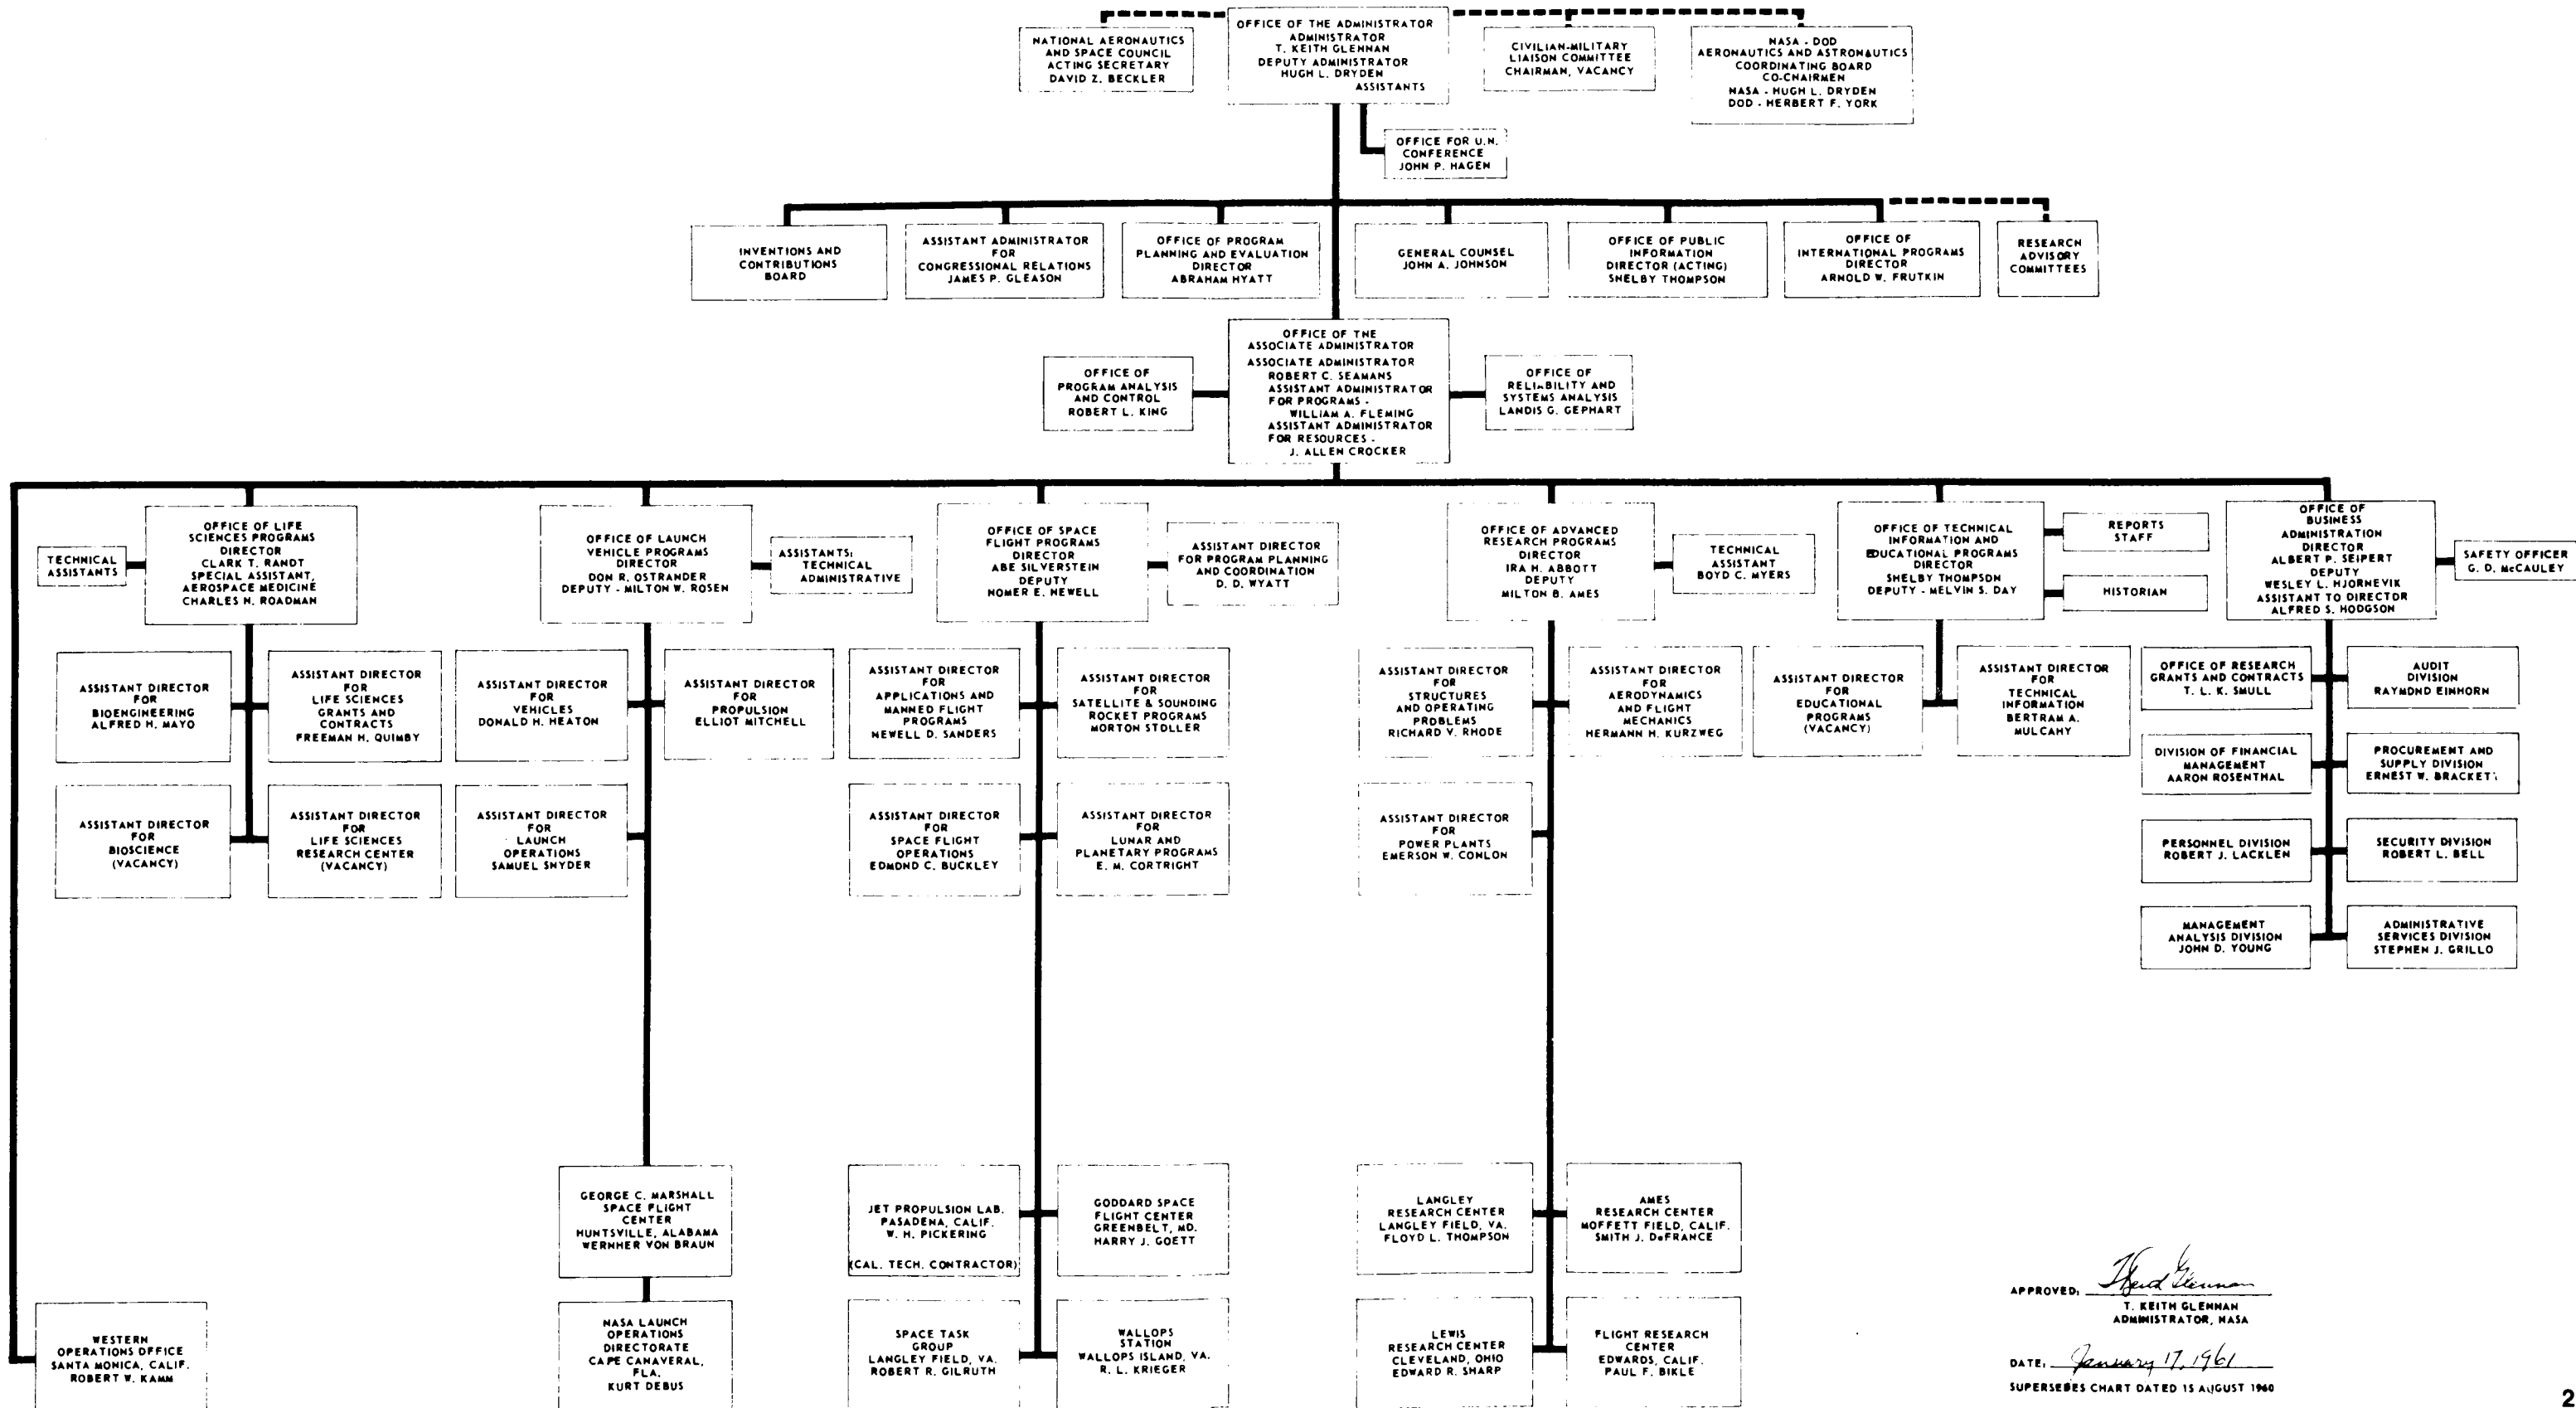 NATIONAL AERONAUTICS
AND SPACE COUNCIL
ACTING SECRETARY
DAVID Z. BECKLER
OFFICE OF THE ADMINISTRATOR
ADMINISTRATOR
T. KEITH GLENNAN
DEPUTY ADMINISTRATOR
HUGH L. DRYDEN
ASSISTANTS
CIVILIAN-MILITARY
LIAISON COMMITTEE
CHAIRMAN, VACANCY
NASA - DOD
AERONAUTICS AND ASTRONAUTICS
COORDINATING BOARD
CO-CHAIRMEN
NASA - HUGH L. DRYDEN
DOD - HERBERT F. YORK
OFFICE FOR U.N.
CONFERENCE
JOHN P. HAGEN
INVENTIONS AND
CONTRIBUTIONS
BOARD
ASSISTANT ADMINISTRATOR
FOR
CONGRESSIONAL RELATIONS
JAMES P. GLEASON
OFFICE OF PROGRAM
PLANNING AND EVALUATION
DIRECTOR
ABRAHAM HYATT
GENERAL COUNSEL
JOHN A. JOHNSON
OFFICE OF PUBLIC
INFORMATION
DIRECTOR (ACTING)
SHELBY THOMPSON
OFFICE OF
INTERNATIONAL PROGRAMS
DIRECTOR
ARNOLD W. FRUTKIN
RESEARCH
ADVISORY
COMMITTEES
OFFICE OF
PROGRAM ANALYSIS
AND CONTROL
ROBERT L. KING
OFFICE OF THE
ASSOCIATE ADMINISTRATOR
ASSOCIATE ADMINISTRATOR
ROBERT C. SEAMANS
ASSISTANT ADMINISTRATOR
FOR PROGRAMS -
WILLIAM A. FLEMING
ASSISTANT ADMINISTRATOR
FOR RESOURCES -
J. ALLEN CROCKER
OFFICE OF
RELIABILITY AND
SYSTEMS ANALYSIS
LANDIS G. GEPHART
TECHNICAL
ASSISTANTS
OFFICE OF LIFE
SCIENCES PROGRAMS
DIRECTOR
CLARK T. RANDT
SPECIAL ASSISTANT,
AEROSPACE MEDICINE
CHARLES H. ROADMAN
OFFICE OF LAUNCH
VEHICLE PROGRAMS
DIRECTOR
DON R. OSTRANDER
DEPUTY - MILTON W. ROSEN
ASSISTANTS:
TECHNICAL
ADMINISTRATIVE
OFFICE OF SPACE
FLIGHT PROGRAMS
DIRECTOR
ABE SILVERSTEIN
DEPUTY
HOMER E. NEWELL
ASSISTANT DIRECTOR
FOR PROGRAM PLANNING
AND COORDINATION
D. D. WYATT
OFFICE OF ADVANCED
RESEARCH PROGRAMS
DIRECTOR
IRA H. ABBOTT
DEPUTY
MILTON B. AMES
TECHNICAL
ASSISTANT
BOYD C. MYERS
OFFICE OF TECHNICAL
INFORMATION AND
EDUCATIONAL PROGRAMS
DIRECTOR
SHELBY THOMPSON
DEPUTY - MELVIN S. DAY
REPORTS
STAFF
HISTORIAN
OFFICE OF
BUSINESS
ADMINISTRATION
DIRECTOR
ALBERT P. SEIPERT
DEPUTY
WESLEY L. HJORNEVIK
ASSISTANT TO DIRECTOR
ALFRED S. HODGSON
SAFETY OFFICER
G. D. McCAULEY
ASSISTANT DIRECTOR
FOR
BIOENGINEERING
ALFRED H. MAYO
ASSISTANT DIRECTOR
FOR
LIFE SCIENCES
GRANTS AND
CONTRACTS
FREEMAN H. QUIMBY
ASSISTANT DIRECTOR
FOR
VEHICLES
DONALD H. HEATON
ASSISTANT DIRECTOR
FOR
PROPULSION
ELLIOT MITCHELL
ASSISTANT DIRECTOR
FOR
APPLICATIONS AND
MANNED FLIGHT
PROGRAMS
NEWELL D. SANDERS
ASSISTANT DIRECTOR
FOR
SATELLITE & SOUNDING
ROCKET PROGRAMS
MORTON STOLLER
ASSISTANT DIRECTOR
FOR
STRUCTURES
AND OPERATING
PROBLEMS
RICHARD V. RHODE
ASSISTANT DIRECTOR
FOR
AERODYNAMICS
AND FLIGHT
MECHANICS
HERMANN H. KURZWEG
ASSISTANT DIRECTOR
FOR
EDUCATIONAL
PROGRAMS
(VACANCY)
ASSISTANT DIRECTOR
FOR
TECHNICAL
INFORMATION
BERTRAM A.
MULCAHY
OFFICE OF RESEARCH
GRANTS AND CONTRACTS
T. L. K. SMULL
AUDIT
DIVISION
RAYMOND EINHORN
DIVISION OF FINANCIAL
MANAGEMENT
AARON ROSENTHAL
PROCUREMENT AND
SUPPLY DIVISION
ERNEST W. BRACKETT
ASSISTANT DIRECTOR
FOR
BIOSCIENCE
(VACANCY)
ASSISTANT DIRECTOR
FOR
LIFE SCIENCES
RESEARCH CENTER
(VACANCY)
ASSISTANT DIRECTOR
FOR
LAUNCH
OPERATIONS
SAMUEL SNYDER
ASSISTANT DIRECTOR
FOR
SPACE FLIGHT
OPERATIONS
EDMOND C. BUCKLEY
ASSISTANT DIRECTOR
FOR
LUNAR AND
PLANETARY PROGRAMS
E. M. CORTRIGHT
ASSISTANT DIRECTOR
FOR
POWER PLANTS
EMERSON W. CONLON
PERSONNEL DIVISION
ROBERT J. LACKLEN
SECURITY DIVISION
ROBERT L. BELL
MANAGEMENT
ANALYSIS DIVISION
JOHN D. YOUNG
ADMINISTRATIVE
SERVICES DIVISION
STEPHEN J. GRILLO
GEORGE C. MARSHALL
SPACE FLIGHT
CENTER
HUNTSVILLE, ALABAMA
WERNHER VON BRAUN
JET PROPULSION LAB.
PASADENA, CALIF.
W. H. PICKERING
(CAL. TECH. CONTRACTOR)
GODDARD SPACE
FLIGHT CENTER
GREENBELT, MD.
HARRY J. GOETT
LANGLEY
RESEARCH CENTER
LANGLEY FIELD, VA.
FLOYD L. THOMPSON
AMES
RESEARCH CENTER
MOFFETT FIELD, CALIF.
SMITH J. DeFRANCE
WESTERN
OPERATIONS OFFICE
SANTA MONICA, CALIF.
ROBERT W. KAMM
NASA LAUNCH
OPERATIONS
DIRECTORATE
CAPE CANAVERAL,
FLA.
KURT DEBUS
SPACE TASK
GROUP
LANGLEY FIELD, VA.
ROBERT R. GILRUTH
WALLOPS
STATION
WALLOPS ISLAND, VA.
R. L. KRIEGER
LEWIS
RESEARCH CENTER
CLEVELAND, OHIO
EDWARD R. SHARP
FLIGHT RESEARCH
CENTER
EDWARDS, CALIF.
PAUL F. BIKLE
APPROVED: T Keith Glennan
T. KEITH GLENNAN
ADMINISTRATOR, NASA
DATE: January 17, 1961
SUPERSEDES CHART DATED 15 AUGUST 1960
2